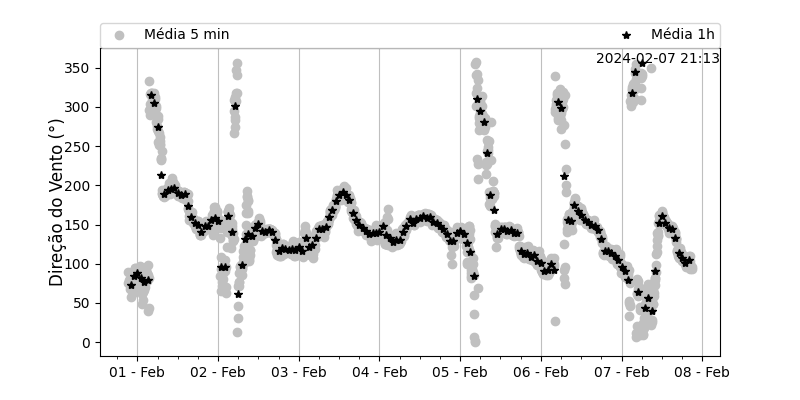 Média 5 min
Média 1h
2024-02-07 21:13
Direção do Vento (°)
350
300
250
200
150
100
50
0
01 - Feb
02 - Feb
03 - Feb
04 - Feb
05 - Feb
06 - Feb
07 - Feb
08 - Feb